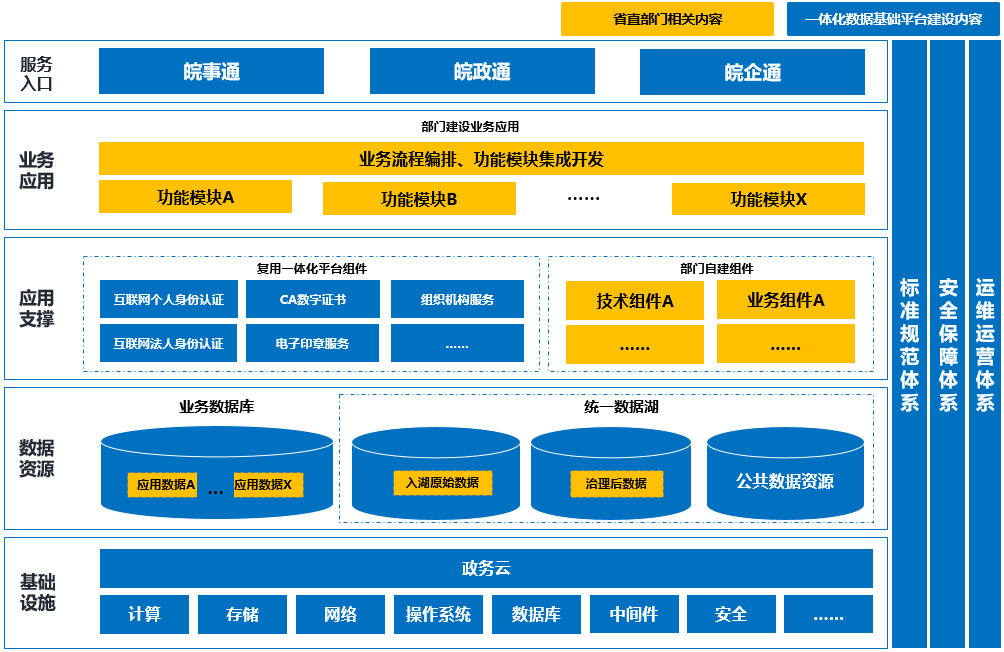 省直部门相关内容
一体化数据基础平台建设内容
服务
入口
皖事通
皖政通
皖企通
部门建设业务应用
业务
应用
业务流程编排、功能模块集成开发
功能模块A
功能模块B
······
功能模块X
应用
支撑
复用一体化平台组件
互联网个人身份认证
CA数字证书
组织机构服务
互联网法人身份认证
电子印章服务
......
部门自建组件
技术组件A
业务组件A
......
......
数据
资源
业务数据库
应用数据A
...
应用数据X
统一数据湖
入湖原始数据
治理后数据
公共数据资源
基础
设施
政务云
计算
存储
网络
操作系统
数据库
中间件
安全
......
标准规范体系
安全保障体系
运维运营体系